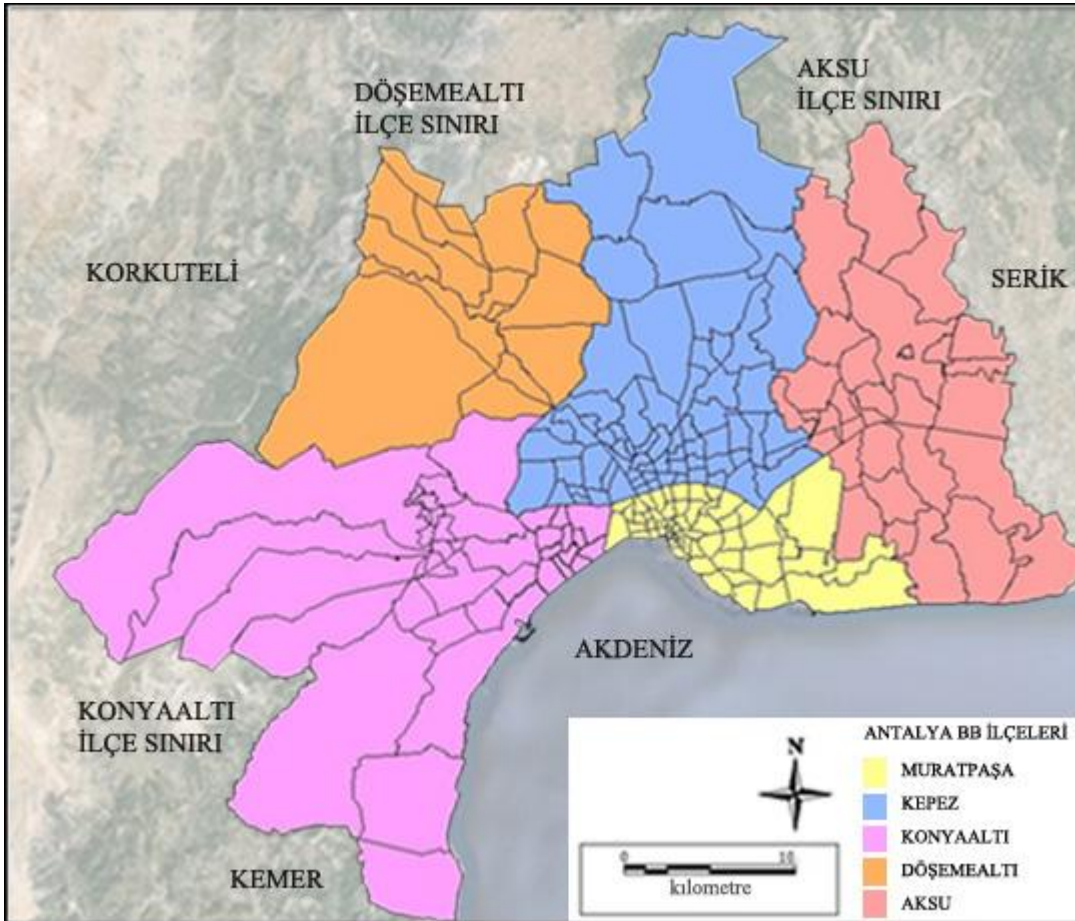 DÖŞEMEALTI
İLÇE SINIRI
AKSU
İLÇE SINIRI
KORKUTELİ
SERİK
AKDENİZ
KONYAALTI
İLÇE SINIRI
KEMER
ANTALYA BB İLÇELERİ
MURATPAŞA
KEPEZ
KONYAALTI
DÖŞEMEALTI
AKSU
N
0 10
kılometre